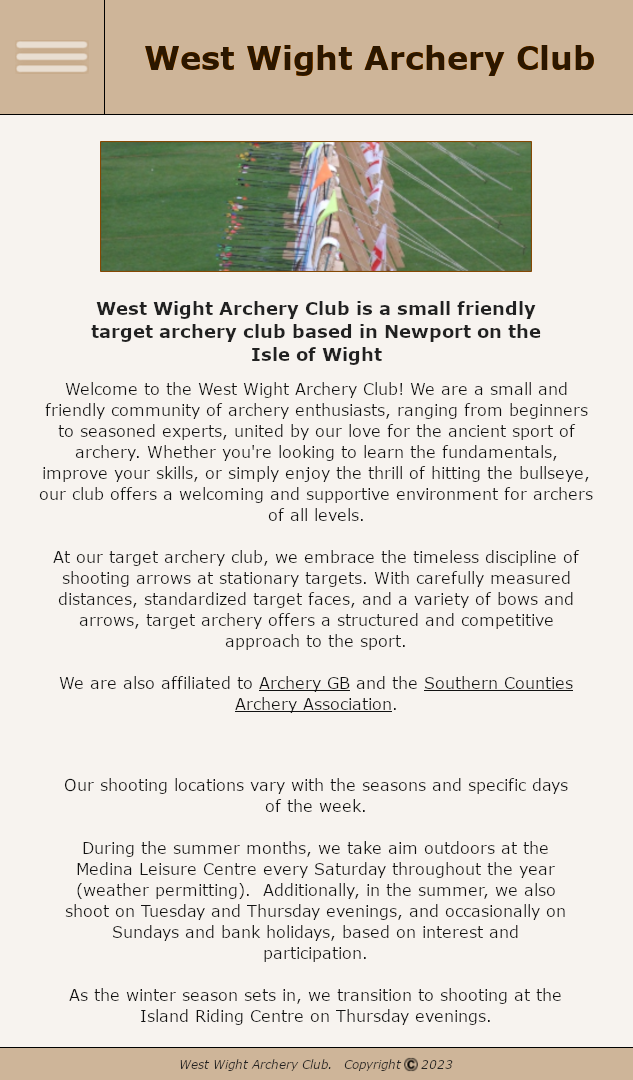 West Wight Archery Club
West Wight Archery Club is a small friendly
target archery club based in Newport on the
Isle of Wight
Welcome to the West Wight Archery Club! We are a small and
friendly community of archery enthusiasts, ranging from beginners
to seasoned experts, united by our love for the ancient sport of
archery. Whether you're looking to learn the fundamentals,
improve your skills, or simply enjoy the thrill of hitting the bullseye,
our club offers a welcoming and supportive environment for archers
of all levels.
At our target archery club, we embrace the timeless discipline of
shooting arrows at stationary targets. With carefully measured
distances, standardized target faces, and a variety of bows and
arrows, target archery offers a structured and competitive
approach to the sport.
We are also affiliated to Archery GB and the Southern Counties
Archery Association.
Our shooting locations vary with the seasons and specific days
of the week.
During the summer months, we take aim outdoors at the
Medina Leisure Centre every Saturday throughout the year
(weather permitting).  Additionally, in the summer, we also
shoot on Tuesday and Thursday evenings, and occasionally on
Sundays and bank holidays, based on interest and
participation.
As the winter season sets in, we transition to shooting at the
Island Riding Centre on Thursday evenings.
West Wight Archery Club.   Copyright © 2023